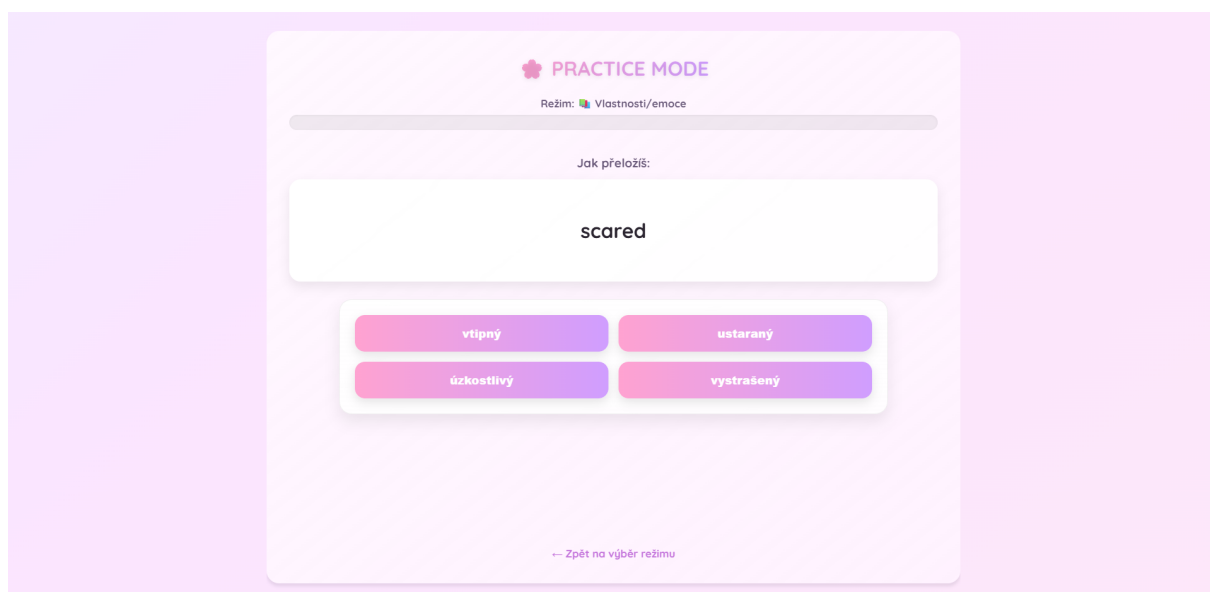 PRACTICE MODE
Režim: Vlastnosti/emoce
Jak přeložíš:
scared
vtipný
ustaraný
úzkostlivý
vystrašený
← Zpět na výběr režimu